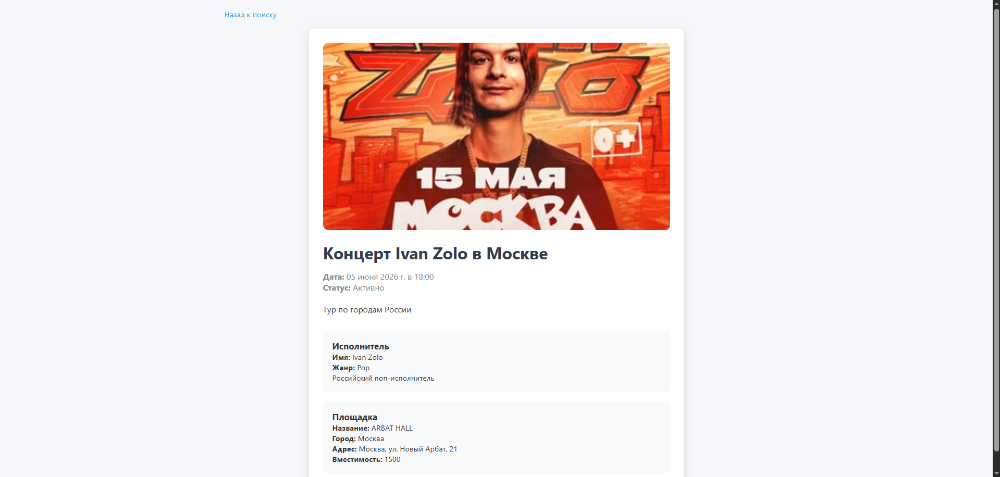 Назад к поиску
ZOLO
0+
15 МАЯ
МОСКВА
Концерт Ivan Zolo в Москве
Дата: 05 июня 2026 г. в 18:00
Статус: Активно
Тур по городам России
Исполнитель
Имя: Ivan Zolo
Жанр: Pop
Российский поп-исполнитель
Площадка
Название: ARBAT HALL
Город: Москва
Адрес: Москва, ул. Новый Арбат, 21
Вместимость: 1500